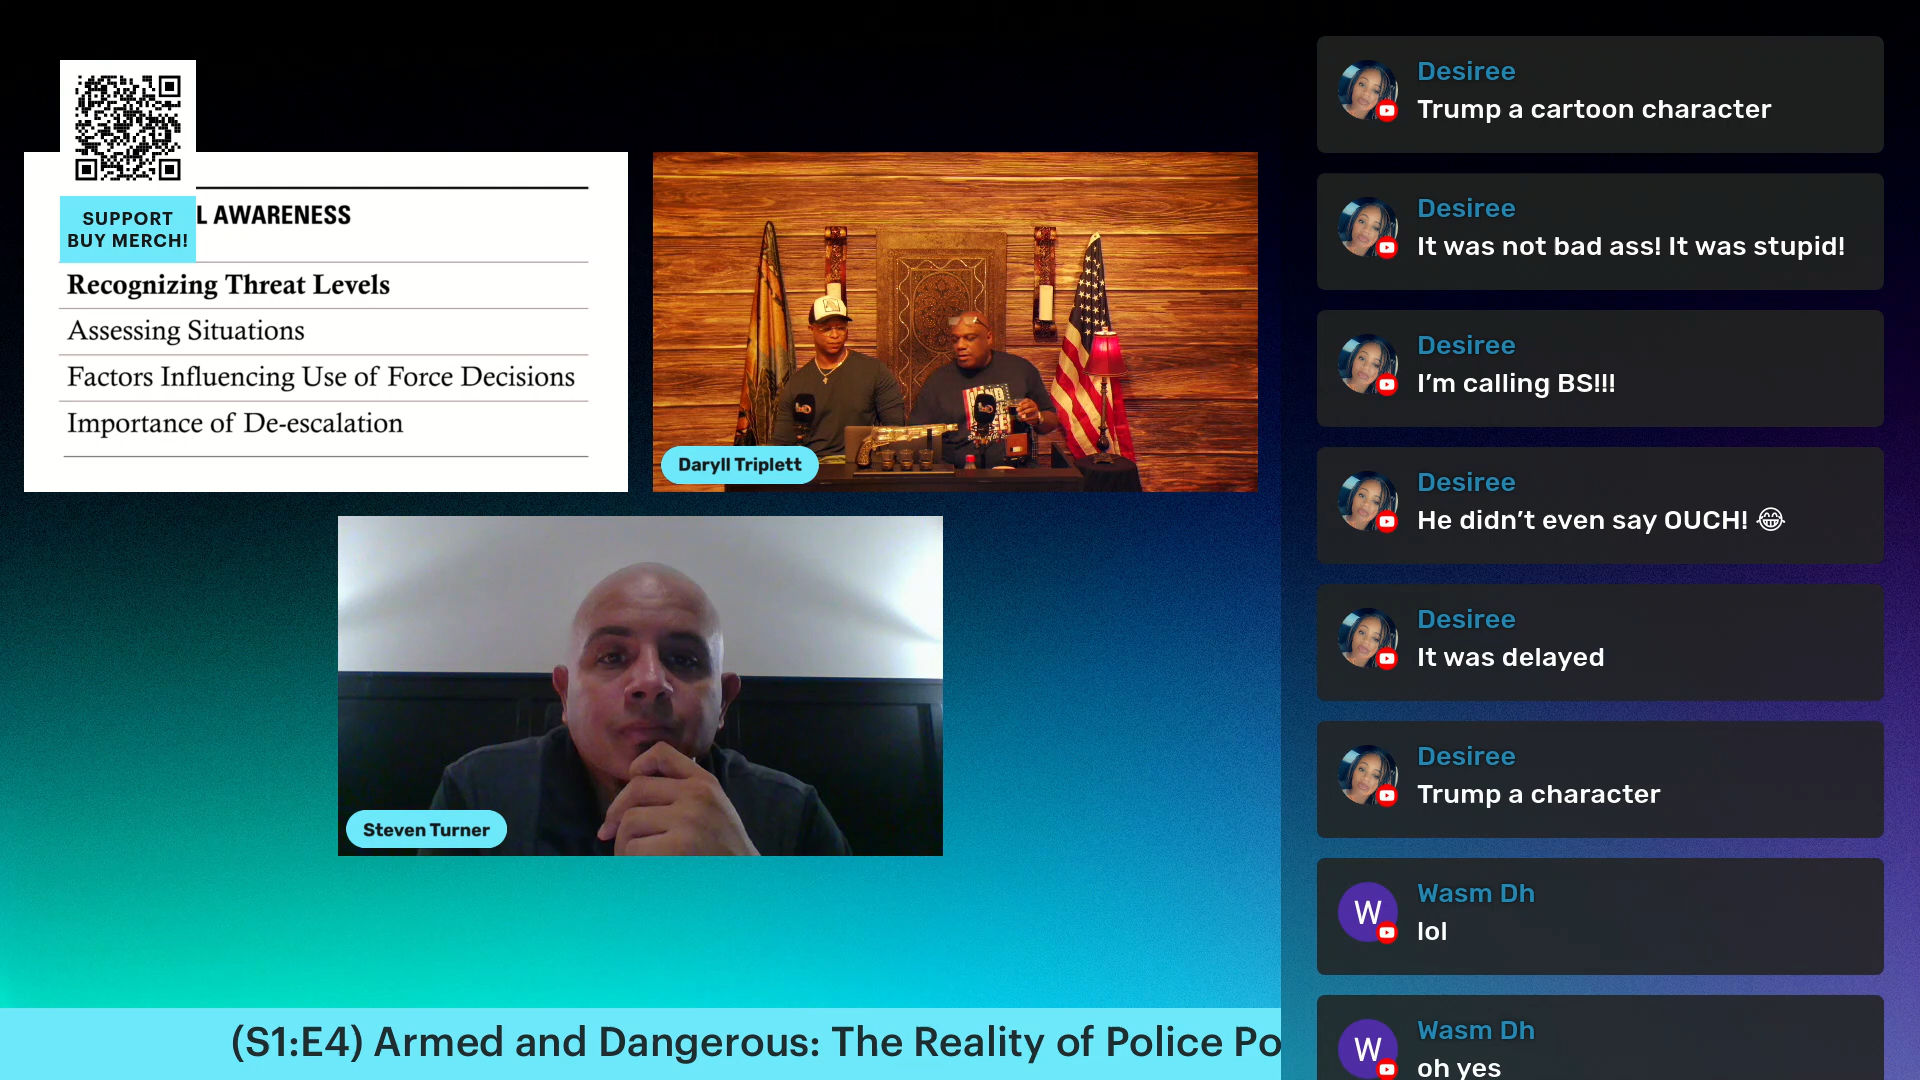 SUPPORT
BUY MERCH!
L AWARENESS
Recognizing Threat Levels
Assessing Situations
Factors Influencing Use of Force Decisions
Importance of De-escalation
Daryll Triplett
Steven Turner
(S1:E4) Armed and Dangerous: The Reality of Police Po
Desiree
Trump a cartoon character
Desiree
It was not bad ass! It was stupid!
Desiree
I’m calling BS!!!
Desiree
He didn’t even say OUCH! 😂
Desiree
It was delayed
Desiree
Trump a character
W
Wasm Dh
lol
W
Wasm Dh
oh yes